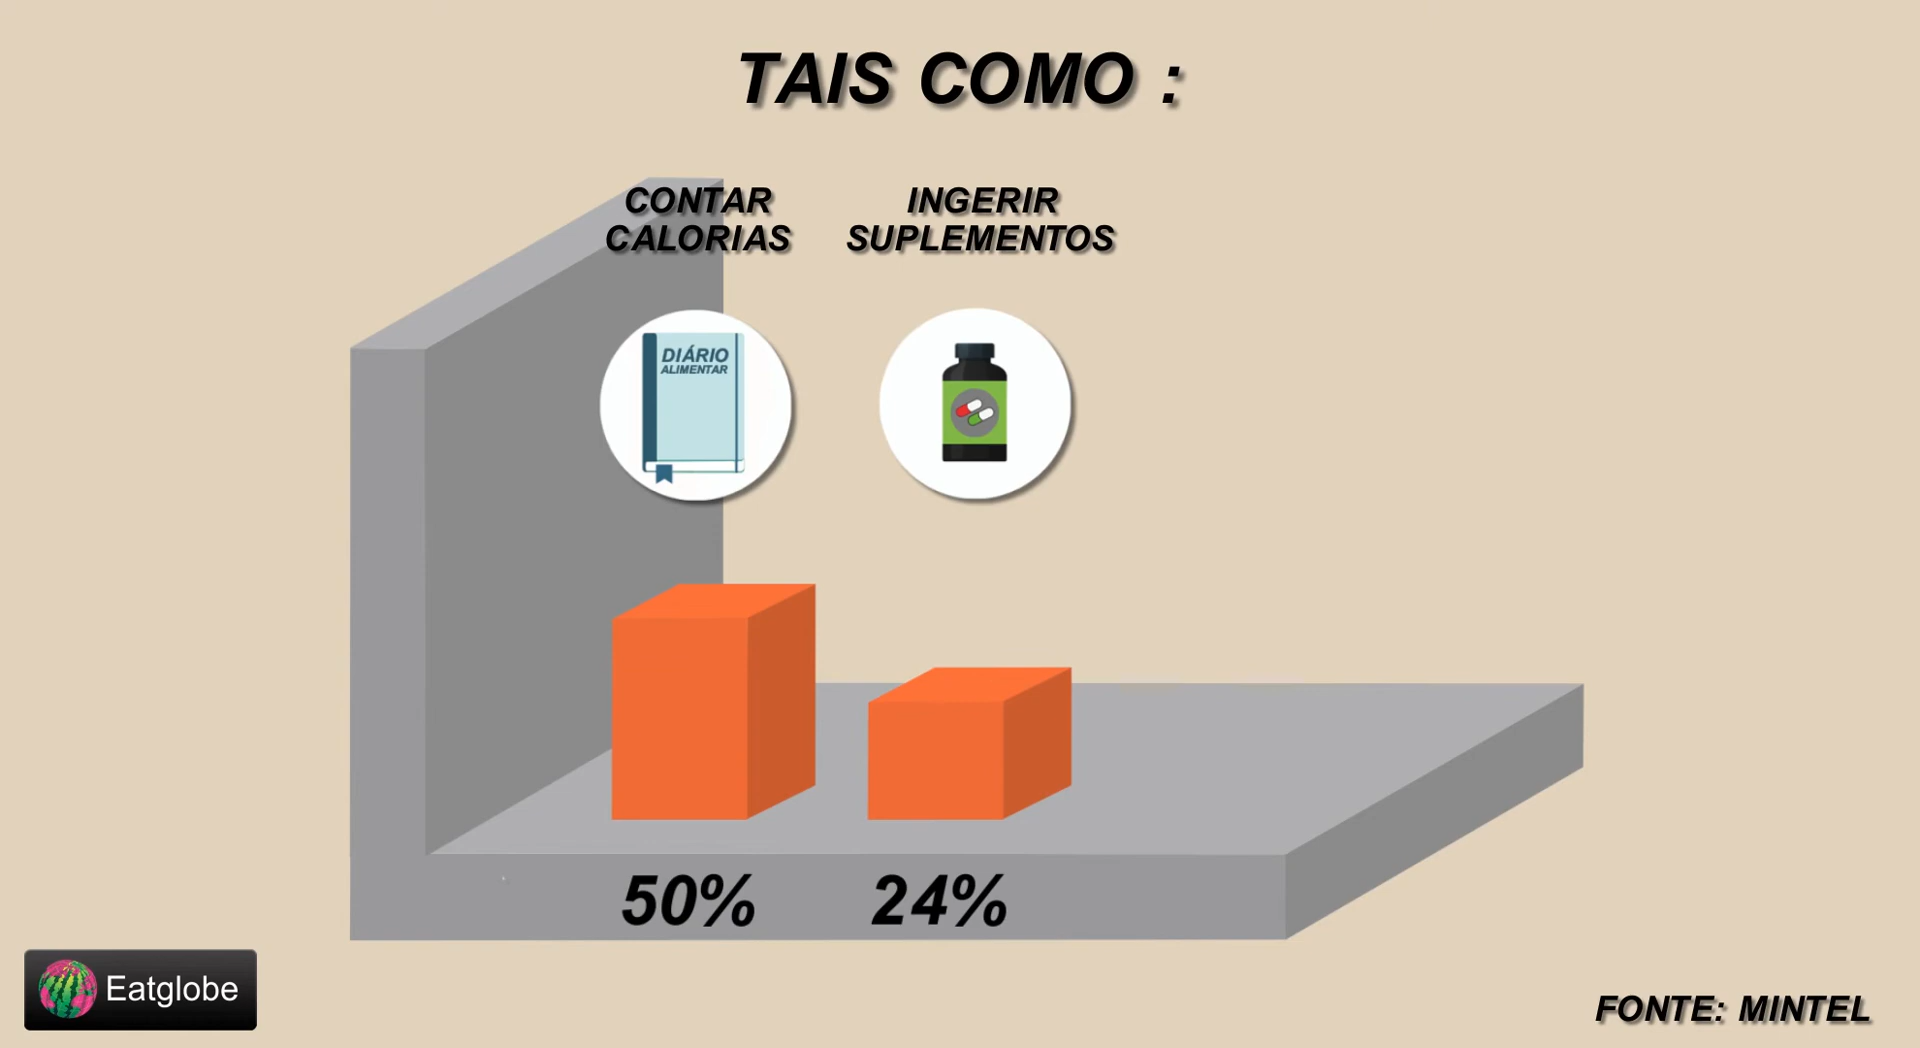 TAIS COMO :
CONTAR
CALORIAS
INGERIR
SUPLEMENTOS
DIÁRIO
ALIMENTAR
50%
24%
Eatglobe
FONTE: MINTEL